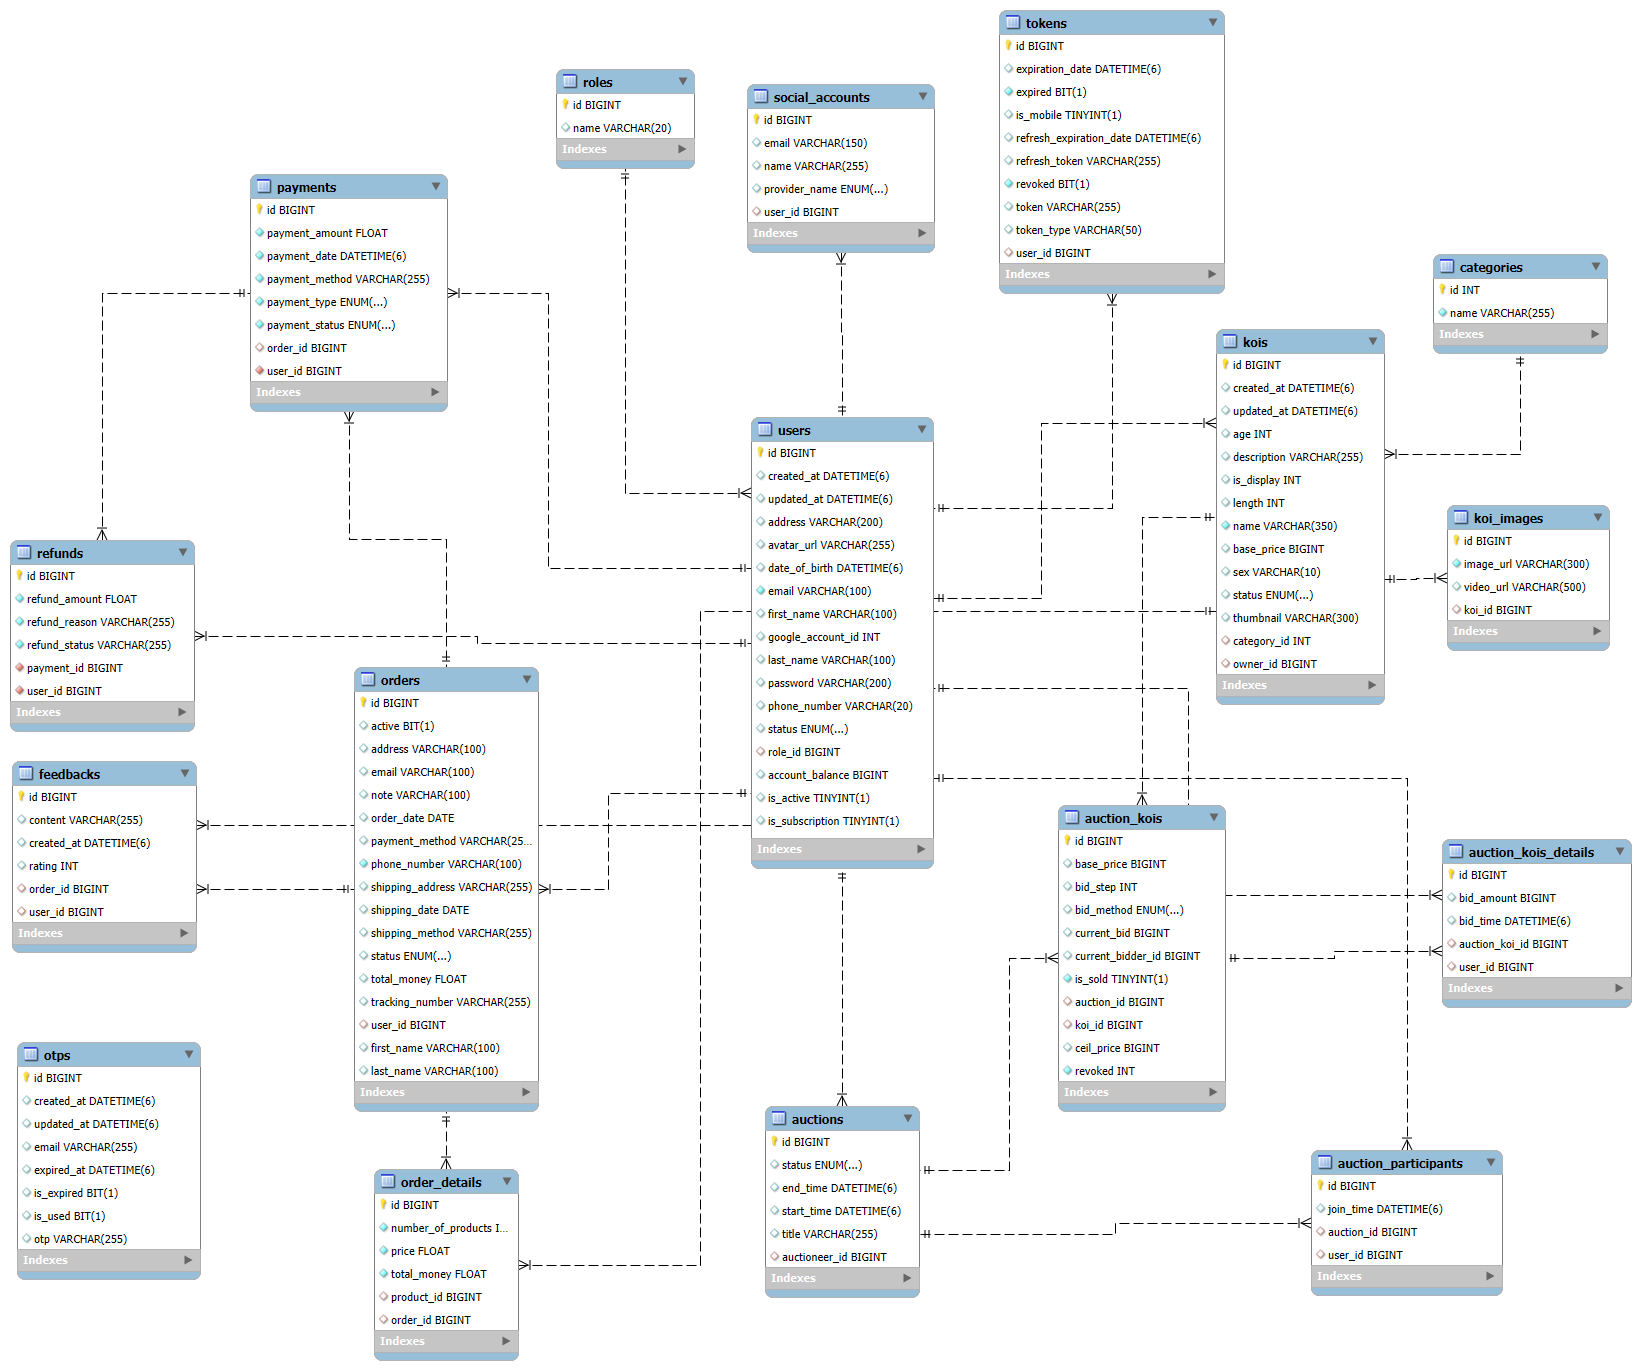 tokens
id BIGINT
expiration_date DATETIME(6)
expired BIT(1)
is_mobile TINYINT(1)
refresh_expiration_date DATETIME(6)
refresh_token VARCHAR(255)
revoked BIT(1)
token VARCHAR(255)
token_type VARCHAR(50)
user_id BIGINT
Indexes
roles
id BIGINT
name VARCHAR(20)
Indexes
social_accounts
id BIGINT
email VARCHAR(150)
name VARCHAR(255)
provider_name ENUM(...)
user_id BIGINT
Indexes
payments
id BIGINT
payment_amount FLOAT
payment_date DATETIME(6)
payment_method VARCHAR(255)
payment_type ENUM(...)
payment_status ENUM(...)
order_id BIGINT
user_id BIGINT
Indexes
categories
id INT
name VARCHAR(255)
Indexes
kois
id BIGINT
created_at DATETIME(6)
updated_at DATETIME(6)
age INT
description VARCHAR(255)
is_display INT
length INT
name VARCHAR(350)
base_price BIGINT
sex VARCHAR(10)
status ENUM(...)
thumbnail VARCHAR(300)
category_id INT
owner_id BIGINT
Indexes
users
id BIGINT
created_at DATETIME(6)
updated_at DATETIME(6)
address VARCHAR(200)
avatar_url VARCHAR(255)
date_of_birth DATETIME(6)
email VARCHAR(100)
first_name VARCHAR(100)
google_account_id INT
last_name VARCHAR(100)
password VARCHAR(200)
phone_number VARCHAR(20)
status ENUM(...)
role_id BIGINT
account_balance BIGINT
is_active TINYINT(1)
is_subscription TINYINT(1)
Indexes
koi_images
id BIGINT
image_url VARCHAR(300)
video_url VARCHAR(500)
koi_id BIGINT
Indexes
refunds
id BIGINT
refund_amount FLOAT
refund_reason VARCHAR(255)
refund_status VARCHAR(255)
payment_id BIGINT
user_id BIGINT
Indexes
orders
id BIGINT
active BIT(1)
address VARCHAR(100)
email VARCHAR(100)
note VARCHAR(100)
order_date DATE
payment_method VARCHAR(25...
phone_number VARCHAR(100)
shipping_address VARCHAR(255)
shipping_date DATE
shipping_method VARCHAR(255)
status ENUM(...)
total_money FLOAT
tracking_number VARCHAR(255)
user_id BIGINT
first_name VARCHAR(100)
last_name VARCHAR(100)
Indexes
feedbacks
id BIGINT
content VARCHAR(255)
created_at DATETIME(6)
rating INT
order_id BIGINT
user_id BIGINT
Indexes
auction_kois
id BIGINT
base_price BIGINT
bid_step INT
bid_method ENUM(...)
current_bid BIGINT
current_bidder_id BIGINT
is_sold TINYINT(1)
auction_id BIGINT
koi_id BIGINT
ceil_price BIGINT
revoked INT
Indexes
auction_kois_details
id BIGINT
bid_amount BIGINT
bid_time DATETIME(6)
auction_koi_id BIGINT
user_id BIGINT
Indexes
otps
id BIGINT
created_at DATETIME(6)
updated_at DATETIME(6)
email VARCHAR(255)
expired_at DATETIME(6)
is_expired BIT(1)
is_used BIT(1)
otp VARCHAR(255)
Indexes
auctions
id BIGINT
status ENUM(...)
end_time DATETIME(6)
start_time DATETIME(6)
title VARCHAR(255)
auctioneer_id BIGINT
Indexes
auction_participants
id BIGINT
join_time DATETIME(6)
auction_id BIGINT
user_id BIGINT
Indexes
order_details
id BIGINT
number_of_products I...
price FLOAT
total_money FLOAT
product_id BIGINT
order_id BIGINT
Indexes